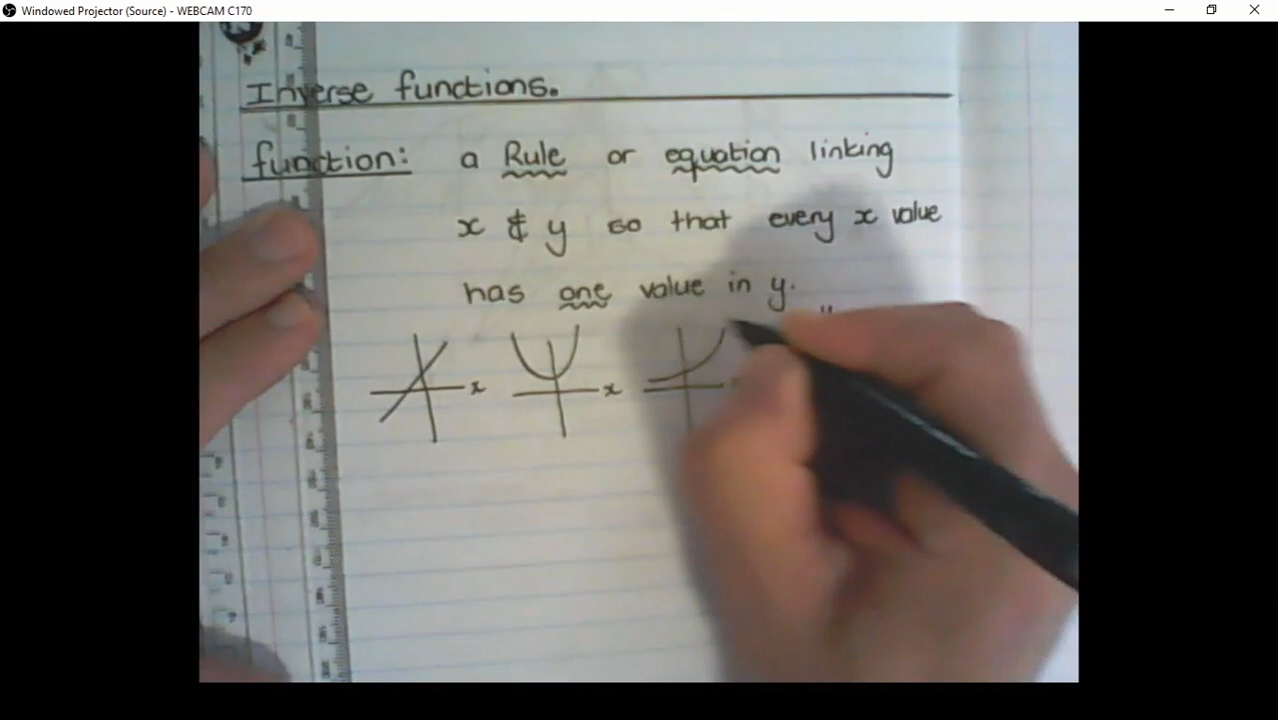 Windowed Projector (Source) - WEBCAM C170
Inverse functions.
function: a Rule or equation linking
x & y so that every x value
has one value in y.
x x